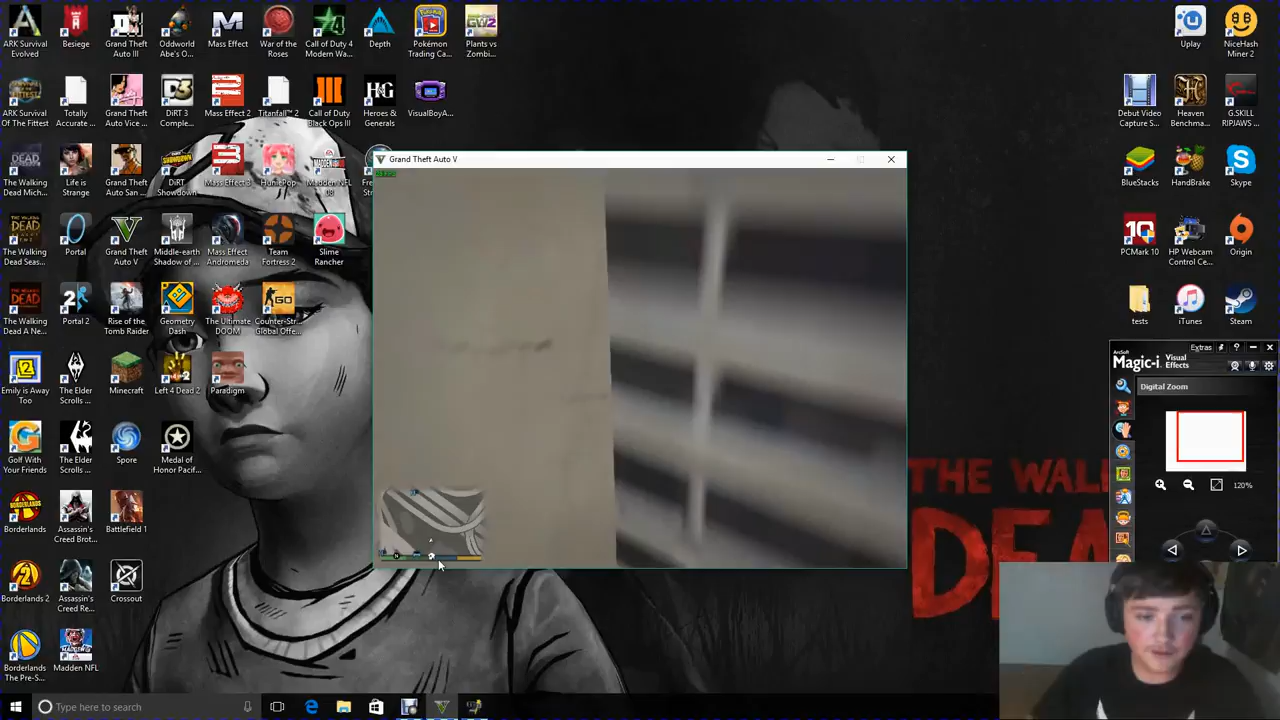 ARK Survival
Evolved
Besiege
Grand Theft
Auto III
Oddworld
Abe's O...
Mass Effect
War of the
Roses
Call of Duty 4
Modern Wa...
Depth
Pokémon
Trading Ca...
Plants vs
Zombi...
Uplay
NiceHash
Miner 2
ARK Survival
Of The Fittest
Totally
Accurate ...
Grand Theft
Auto Vice ...
DiRT 3
Comple...
Mass Effect 2
Titanfall™ 2
Call of Duty
Black Ops III
Heroes &
Generals
VisualBoyA...
Debut Video
Capture S...
Heaven
Benchma...
G.SKILL
RIPJAWS ...
The Walking
Dead Mich...
Life is
Strange
Grand Theft
Auto San ...
DiRT
Showdown
Mass Effect 3
HuniePop
Madden NFL
08
Grand Theft Auto V
BlueStacks
HandBrake
Skype
The Walking
Dead Seas...
Portal
Grand Theft
Auto V
Middle-earth
Shadow of ...
Mass Effect
Andromeda
Team
Fortress 2
Slime
Rancher
PCMark 10
HP Webcam
Control Ce...
Origin
The Walking
Dead A Ne...
Portal 2
Rise of the
Tomb Raider
Geometry
Dash
The Ultimate
DOOM
Counter-Str...
Global Offe...
tests
iTunes
Steam
Emily is Away
Too
The Elder
Scrolls ...
Minecraft
Left 4 Dead 2
Paradigm
Extras
ArcSoft
Magic-i Visual
Effects
Digital Zoom
120%
Golf With
Your Friends
The Elder
Scrolls ...
Spore
Medal of
Honor Pacif...
THE WALK
DEA
Borderlands
Assassin's
Creed Bro...
Battlefield 1
Borderlands 2
Assassin's
Creed Re...
Crossout
Borderlands
The Pre-S...
Madden NFL
Type here to search